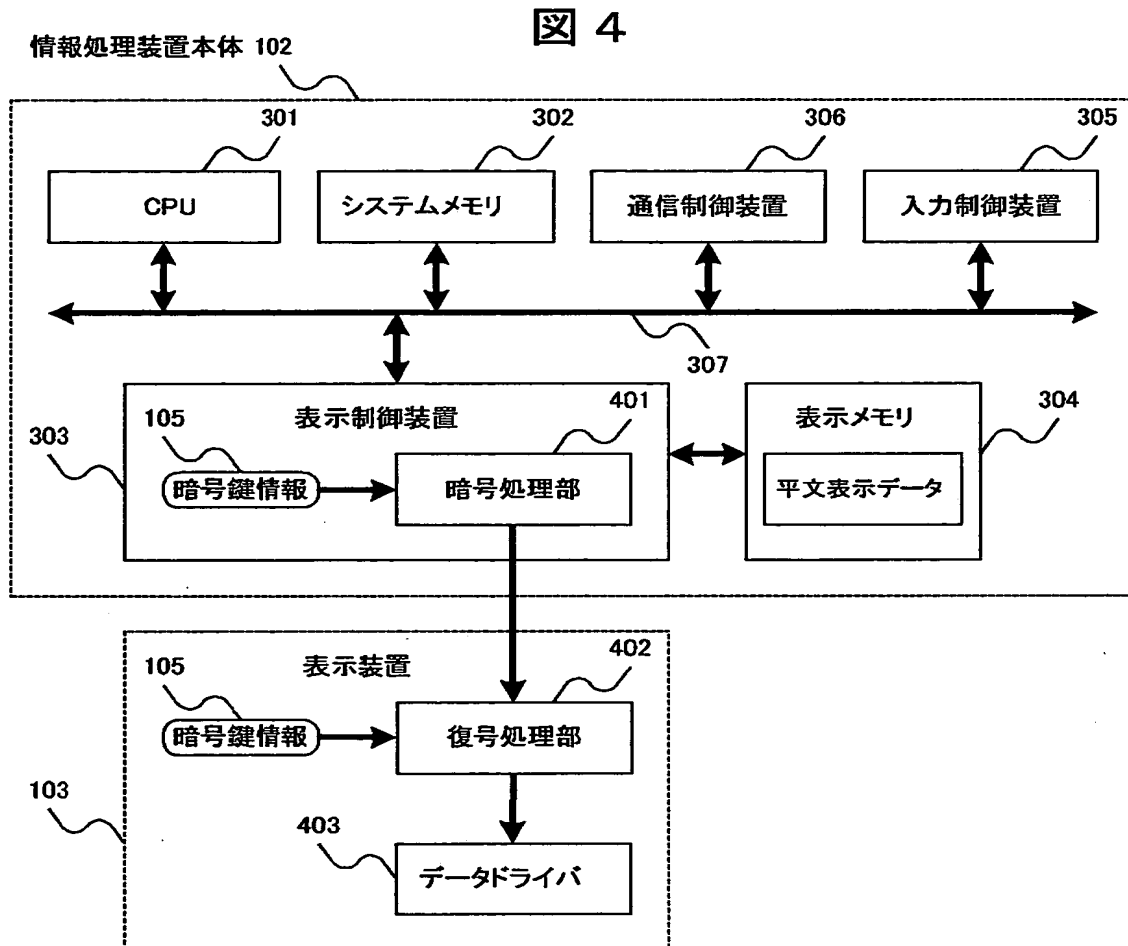 図 4
情報処理装置本体 102
301
302
306
305
CPU
システムメモリ
通信制御装置
入力制御装置
307
表示制御装置
401
表示メモリ
304
303
105
暗号鍵情報
暗号処理部
平文表示データ
表示装置
402
105
暗号鍵情報
復号処理部
103
403
データドライバ